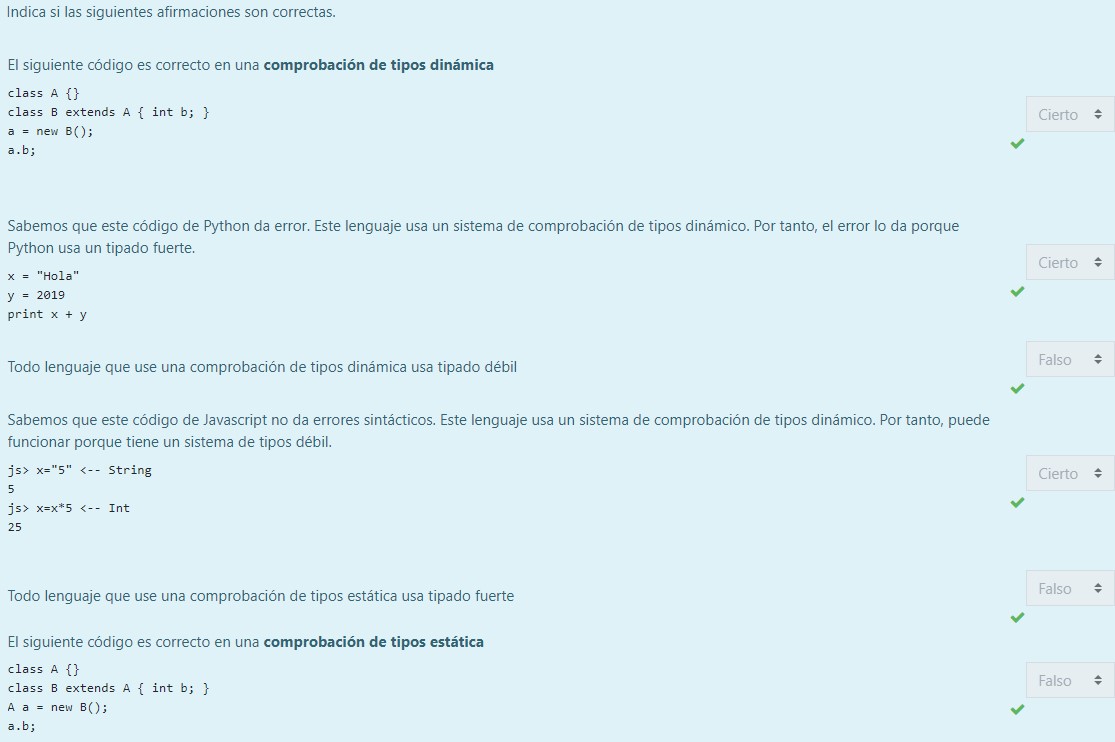 Indica si las siguientes afirmaciones son correctas.
El siguiente código es correcto en una comprobación de tipos dinámica
class A {}
class B extends A { int b; }
a = new B();
a.b;
Cierto
Sabemos que este código de Python da error. Este lenguaje usa un sistema de comprobación de tipos dinámico. Por tanto, el error lo da porque
Python usa un tipado fuerte.
x = "Hola"
y = 2019
print x + y
Cierto
Todo lenguaje que use una comprobación de tipos dinámica usa tipado débil
Falso
Sabemos que este código de Javascript no da errores sintácticos. Este lenguaje usa un sistema de comprobación de tipos dinámico. Por tanto, puede
funcionar porque tiene un sistema de tipos débil.
js> x="5" <-- String
5
js> x=x*5 <-- Int
25
Cierto
Todo lenguaje que use una comprobación de tipos estática usa tipado fuerte
Falso
El siguiente código es correcto en una comprobación de tipos estática
class A {}
class B extends A { int b; }
A a = new B();
a.b;
Falso